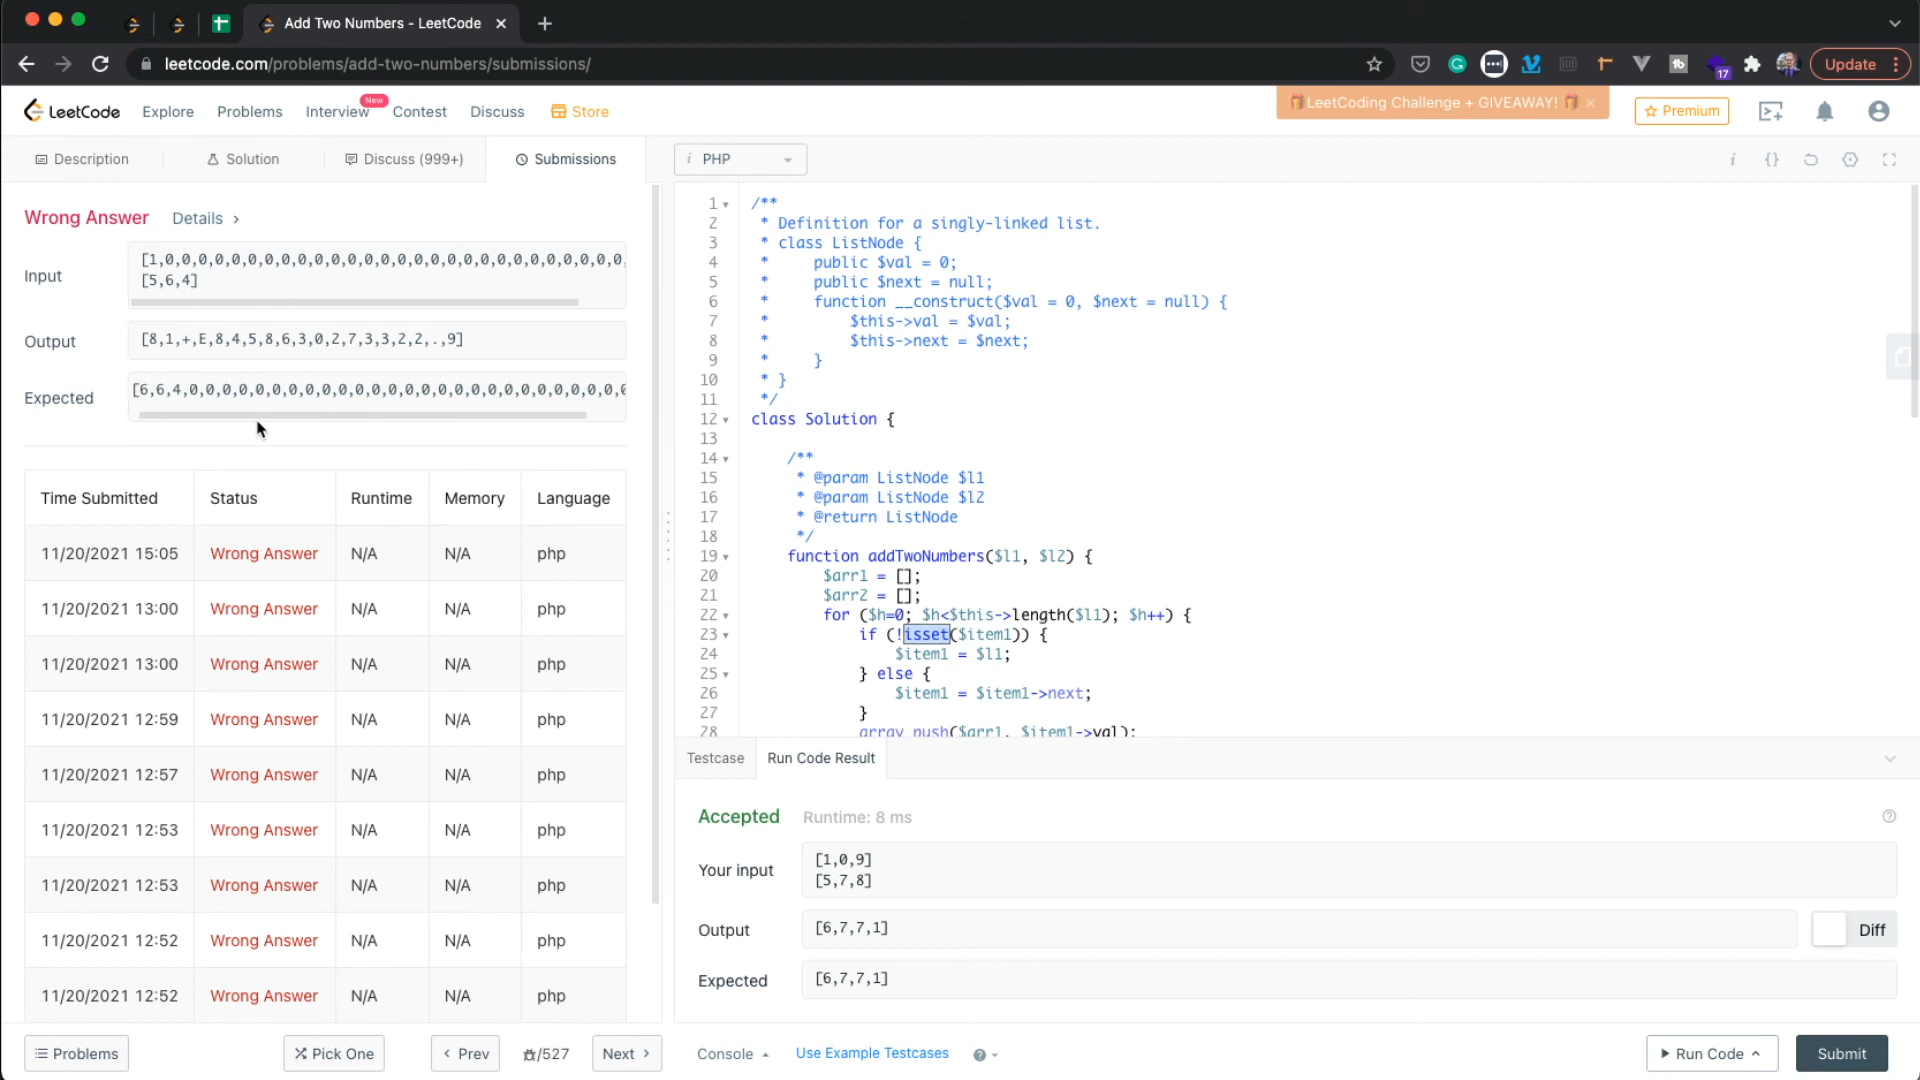 Add Two Numbers - LeetCode
leetcode.com/problems/add-two-numbers/submissions/
17
Update
LeetCode
Explore
Problems
Interview
New
Contest
Discuss
Store
LeetCoding Challenge + GIVEAWAY!
Premium
Description
Solution
Discuss (999+)
Submissions
i PHP
Wrong Answer Details >
Input
[1,0,0,0,0,0,0,0,0,0,0,0,0,0,0,0,0,0,0,0,0,0,0,0,0,0,0,0,0,0,
[5,6,4]
Output
[8,1,+,E,8,4,5,8,6,3,0,2,7,3,3,2,2,.,9]
Expected
[6,6,4,0,0,0,0,0,0,0,0,0,0,0,0,0,0,0,0,0,0,0,0,0,0,0,0,0,0,0
Time Submitted Status Runtime Memory Language
11/20/2021 15:05 Wrong Answer N/A N/A php
11/20/2021 13:00 Wrong Answer N/A N/A php
11/20/2021 13:00 Wrong Answer N/A N/A php
11/20/2021 12:59 Wrong Answer N/A N/A php
11/20/2021 12:57 Wrong Answer N/A N/A php
11/20/2021 12:53 Wrong Answer N/A N/A php
11/20/2021 12:53 Wrong Answer N/A N/A php
11/20/2021 12:52 Wrong Answer N/A N/A php
11/20/2021 12:52 Wrong Answer N/A N/A php
1 /**
2 * Definition for a singly-linked list.
3 * class ListNode {
4 * public $val = 0;
5 * public $next = null;
6 * function __construct($val = 0, $next = null) {
7 * $this->val = $val;
8 * $this->next = $next;
9 * }
10 * }
11 */
12 class Solution {
13
14 /**
15 * @param ListNode $l1
16 * @param ListNode $l2
17 * @return ListNode
18 */
19 function addTwoNumbers($l1, $l2) {
20 $arr1 = [];
21 $arr2 = [];
22 for ($h=0; $h<$this->length($l1); $h++) {
23 if (!isset($item1)) {
24 $item1 = $l1;
25 } else {
26 $item1 = $item1->next;
27 }
28 array_push($arr1, $item1->val);
Testcase
Run Code Result
Accepted Runtime: 8 ms
Your input
[1,0,9]
[5,7,8]
Output
[6,7,7,1]
Diff
Expected
[6,7,7,1]
Problems
Pick One
Prev
/527
Next
Console
Use Example Testcases
Run Code
Submit